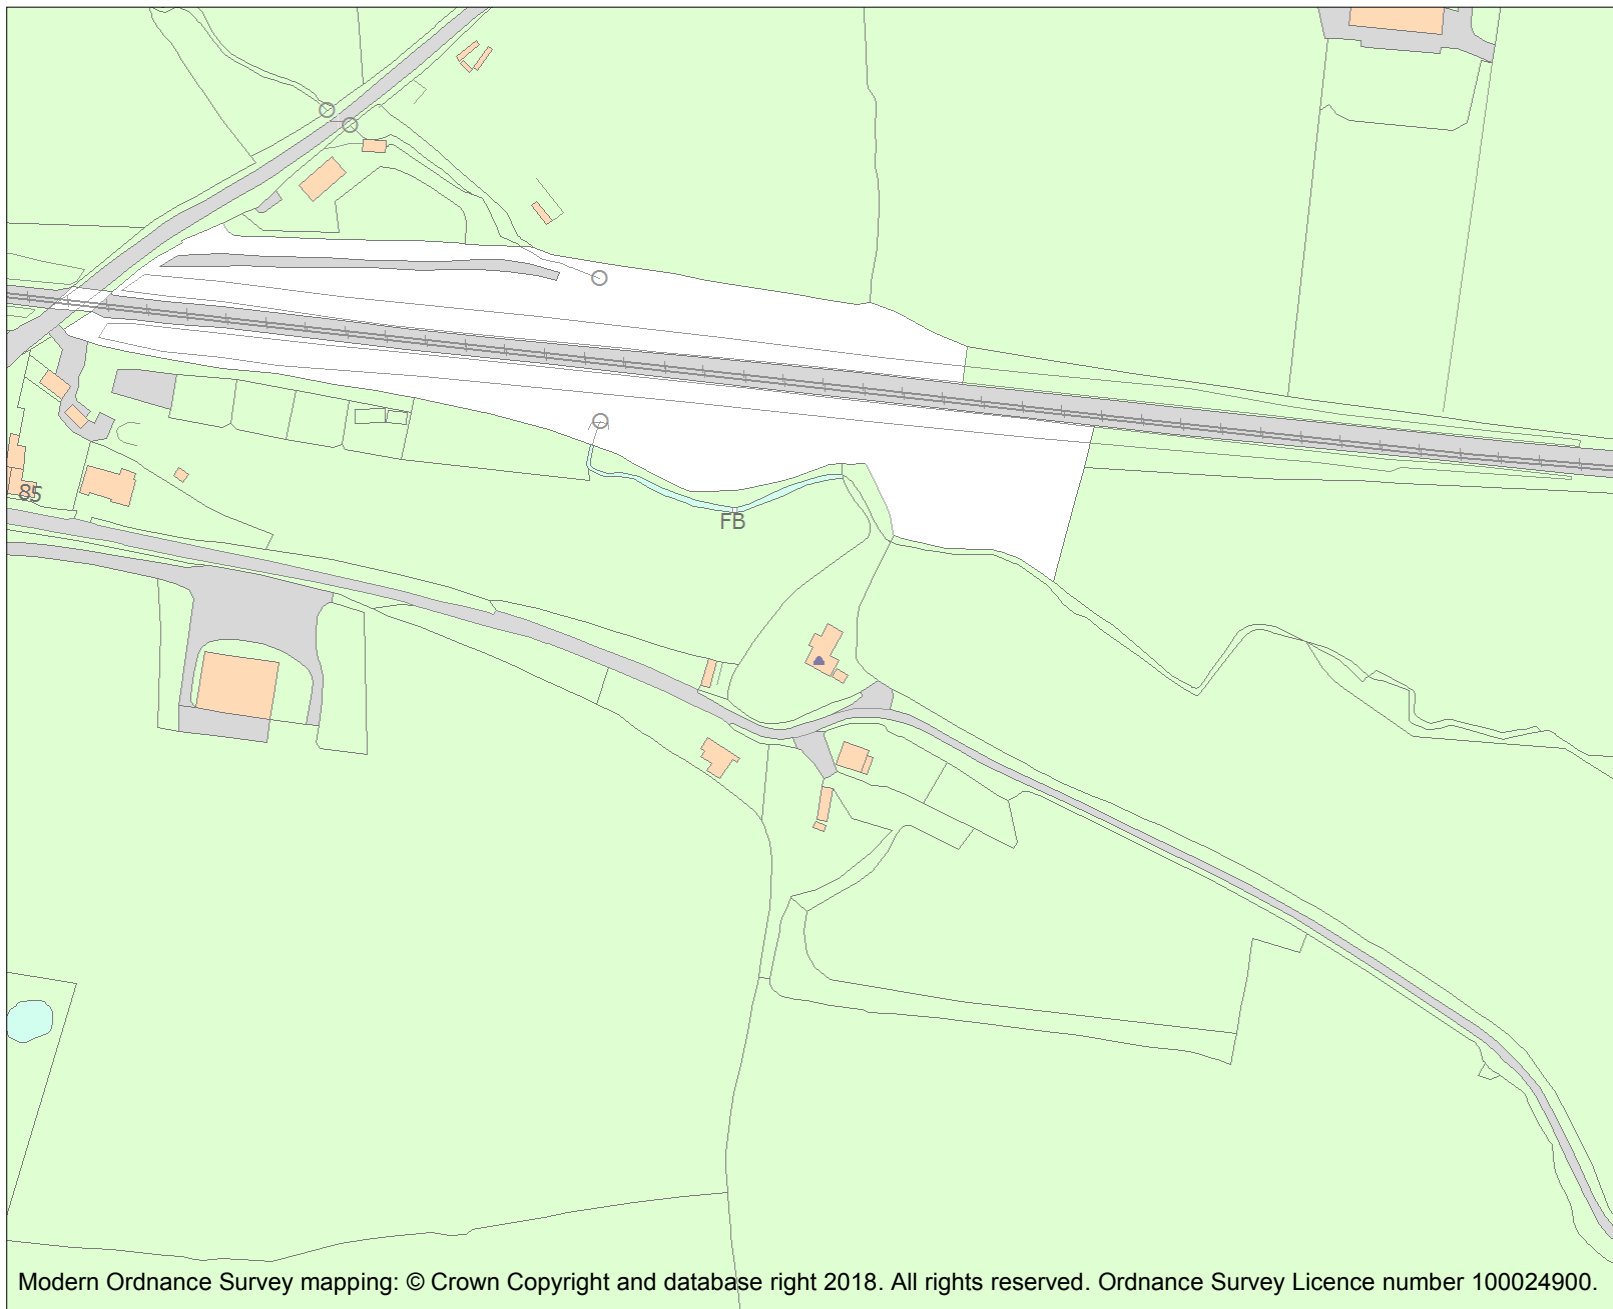 85
FB
Modern Ordnance Survey mapping: © Crown Copyright and database right 2018. All rights reserved. Ordnance Survey Licence number 100024900.